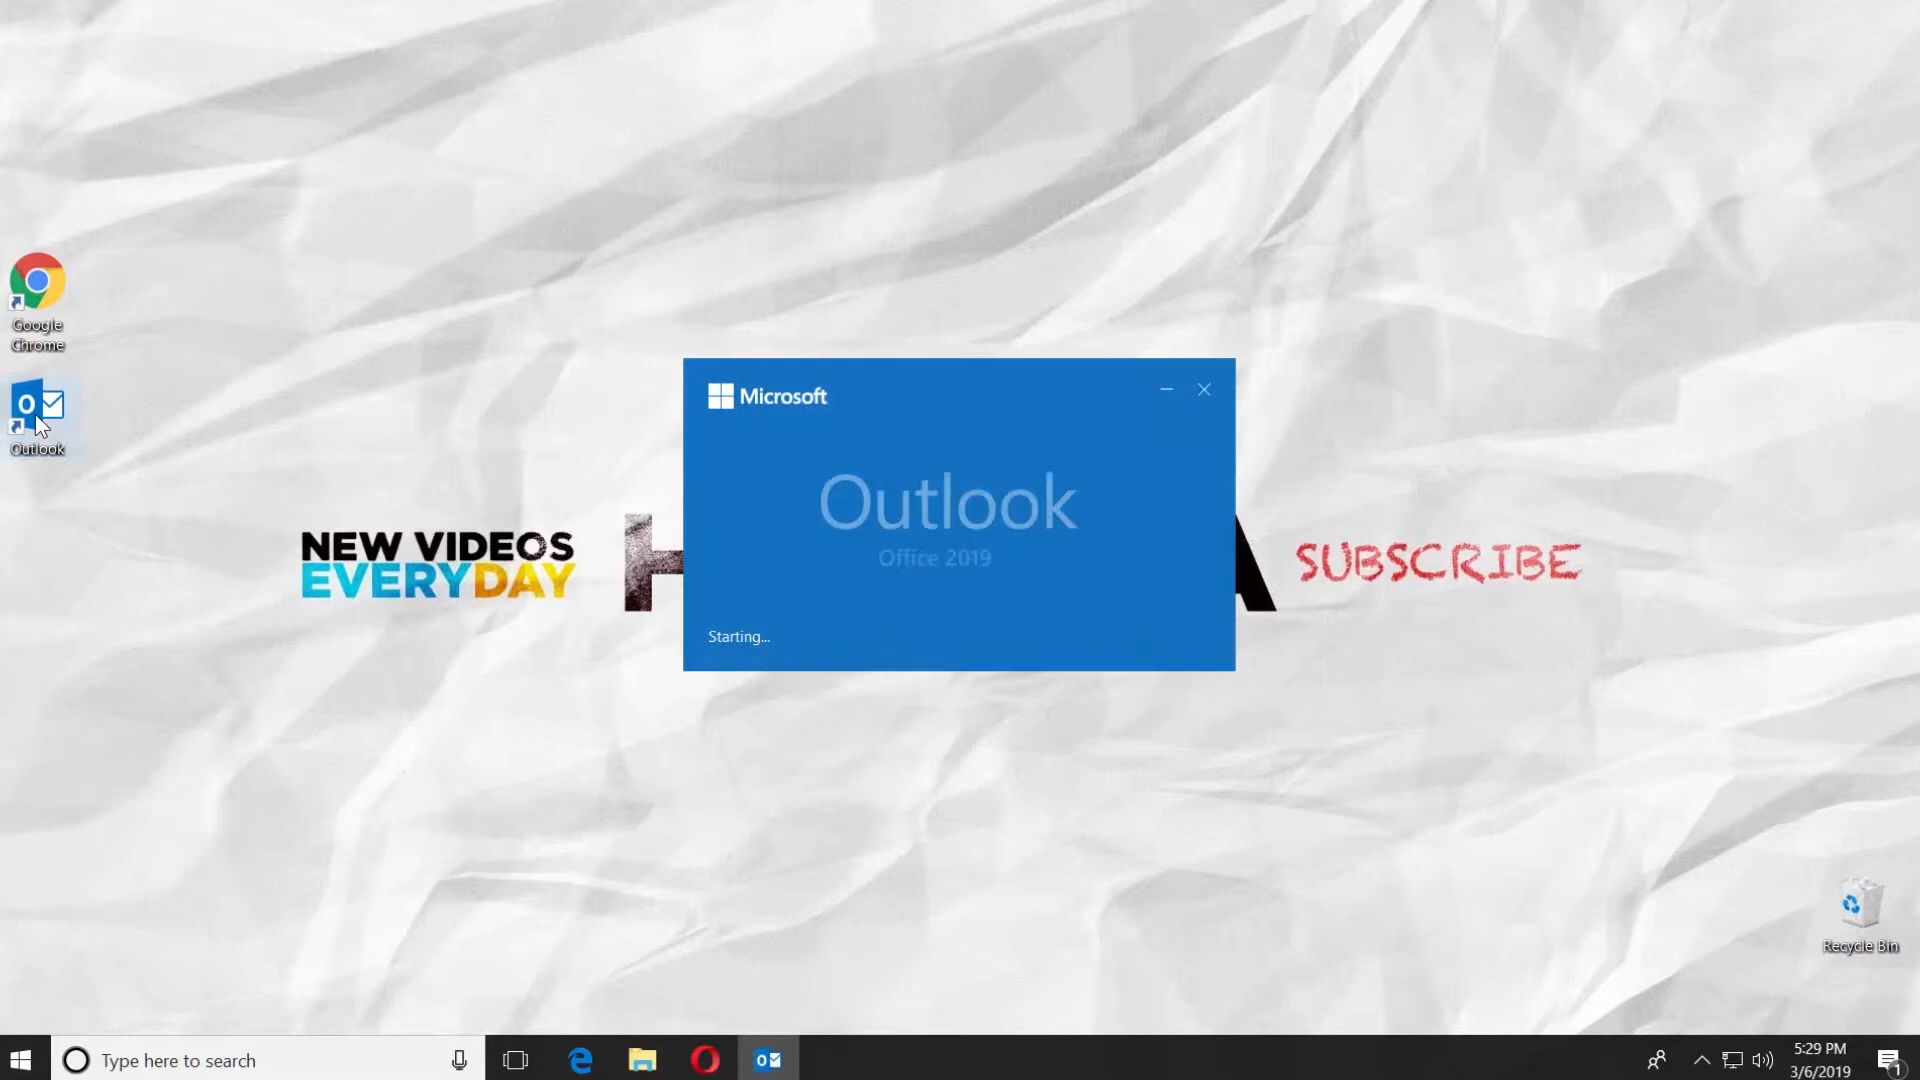 Google
Chrome
Outlook
Microsoft
Outlook
Office 2019
Starting...
NEW VIDEOS
EVERYDAY
H
A
SUBSCRIBE
Recycle Bin
Type here to search
5:29 PM
3/6/2019
1